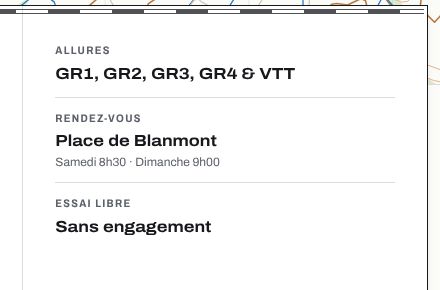 ALLURES
GR1, GR2, GR3, GR4 & VTT
RENDEZ-VOUS
Place de Blanmont
Samedi 8h30 · Dimanche 9h00
ESSAI LIBRE
Sans engagement